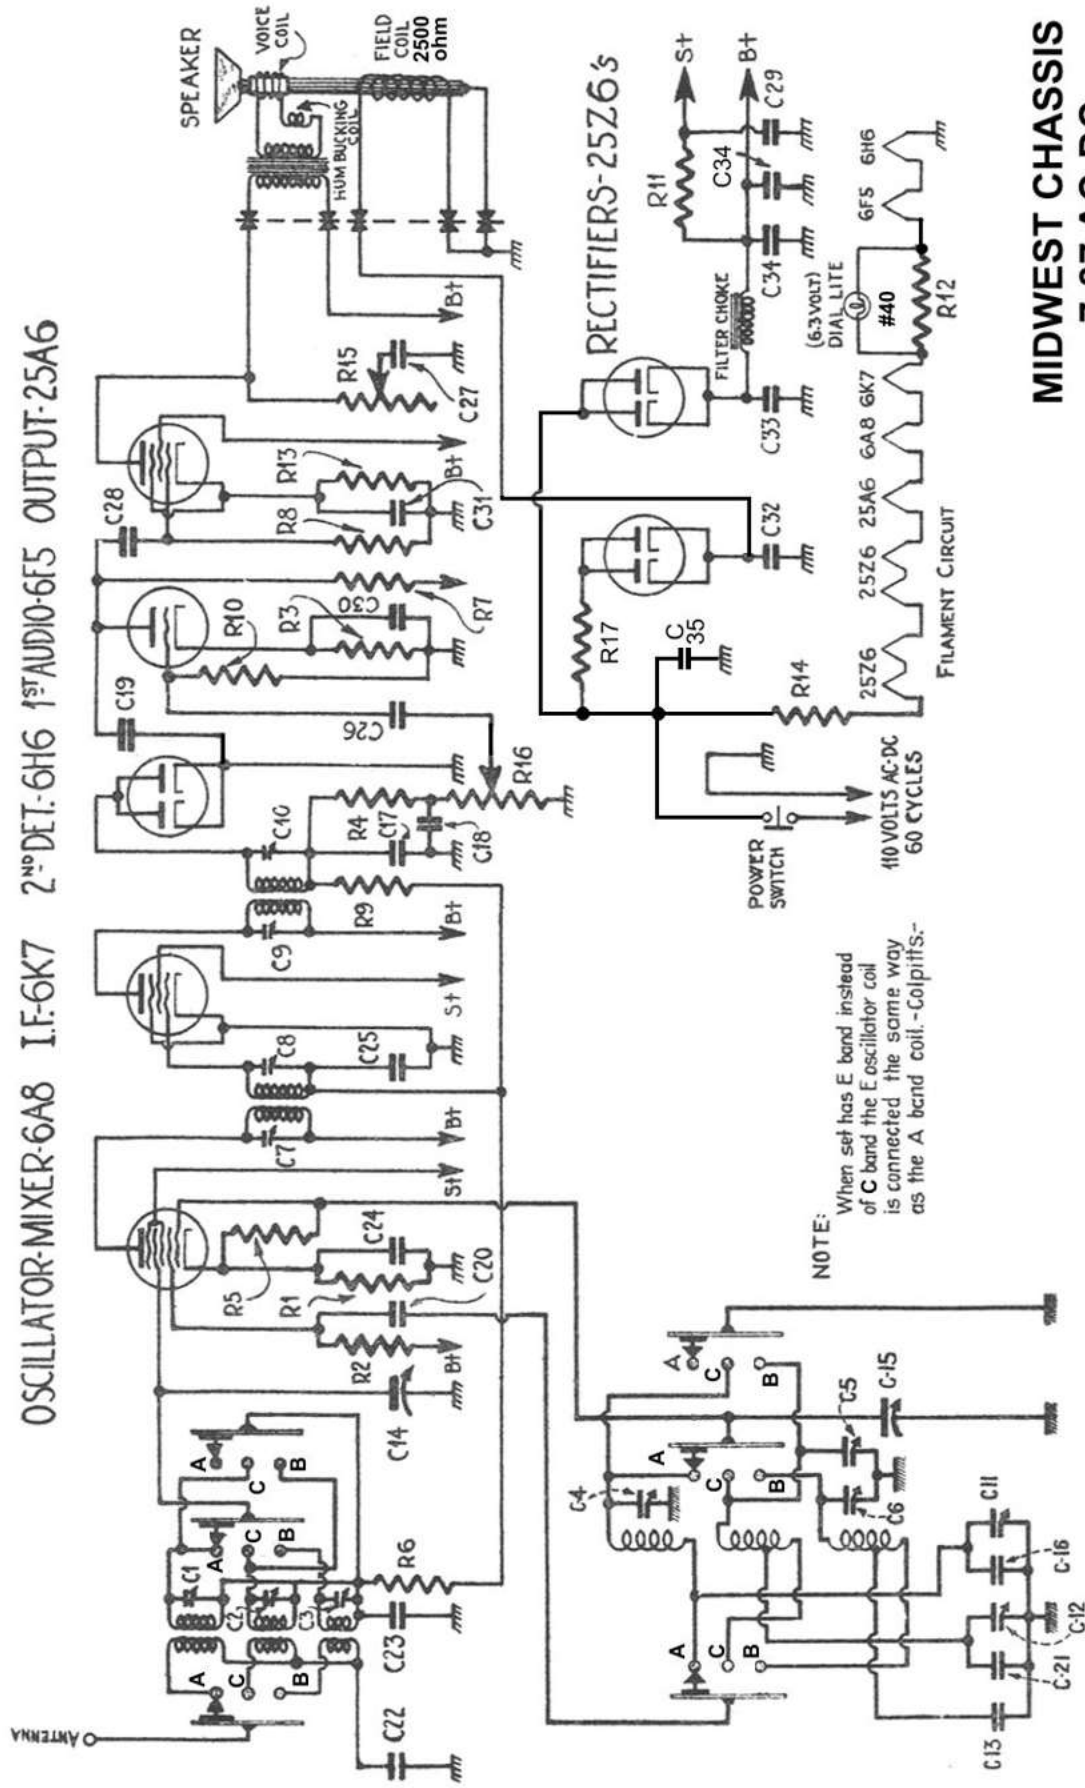 OSCILLATOR-MIXER-6A8 I.F.-6K7 2ND DET.-6H6 1ST AUDIO-6F5 OUTPUT-25A6
ANTENNA
A
C
B
C1
C2
C3
A
C
B
A
C
B
C22
C23
R6
C14
R2
B+
R1
C20
R5
C24
S+
B+
C7
C8
C25
S+
C9
B+
C10
R9
R4
C17
C18
R16
C19
C26
R10
R3
C30
R7
C28
R8
R13
C31
B+
R15
C27
B+
SPEAKER
VOICE COIL
HUM BUCKING COIL
FIELD COIL
2500 ohm
RECTIFIERS-25Z6's
R17
C 35
C32
C33
FILTER CHOKE
C34
C34
R11
C29
S+
B+
POWER SWITCH
110 VOLTS AC-DC
60 CYCLES
R14
25Z6
25Z6
25A6
6A8
6K7
6F5
6H6
(6.3 VOLT)
DIAL LITE
#40
R12
FILAMENT CIRCUIT
A
C
B
C-4
A
C
B
A
C
B
C-5
C6
C-15
C13
C-21
C-12
C-16
C11
NOTE:
When set has E band instead
of C band the E oscillator coil
is connected the same way
as the A band coil.-Colpitts.-
MIDWEST CHASSIS